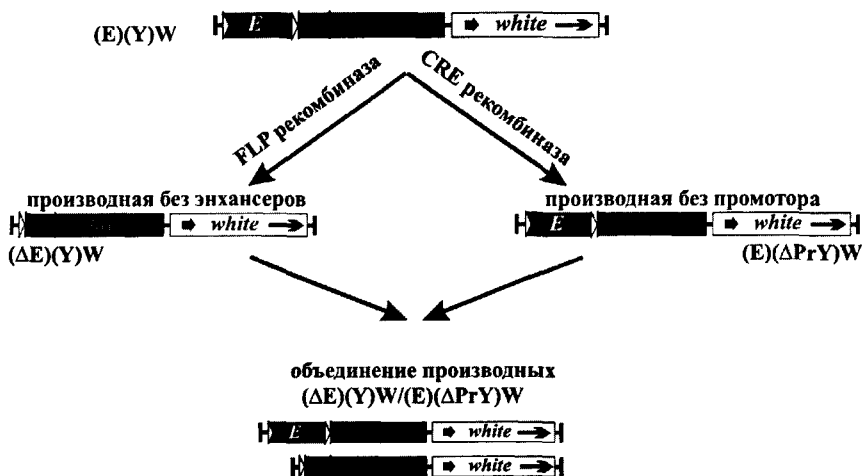 (E)(Y)W
E
white
FLP рекомбиназа
CRE рекомбиназа
производная без энхансеров
white
(ΔE)(Y)W
производная без промотора
E
white
(E)(ΔPrY)W
объединение производных
(ΔE)(Y)W/(E)(ΔPrY)W
E
white
white